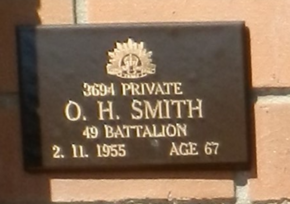 3694 PRIVATE
O. H. SMITH
49 BATTALION
2. 11. 1955 AGE 67